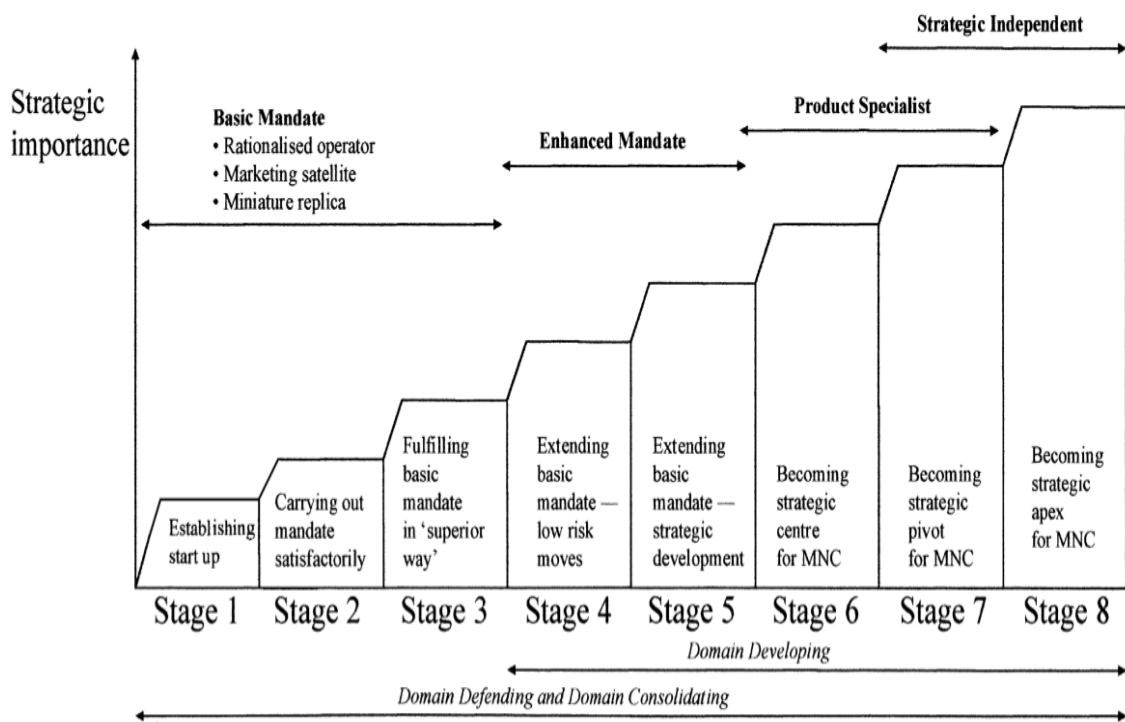 Strategic Independent
Strategic
importance
Basic Mandate
• Rationalised operator
• Marketing satellite
• Miniature replica
Product Specialist
Enhanced Mandate
Establishing
start up
Carrying out
mandate
satisfactorily
Fulfilling
basic
mandate
in ‘superior
way’
Extending
basic
mandate —
low risk
moves
Extending
basic
mandate —
strategic
development
Becoming
strategic
centre
for MNC
Becoming
strategic
pivot
for MNC
Becoming
strategic
apex
for MNC
Stage 1
Stage 2
Stage 3
Stage 4
Stage 5
Stage 6
Stage 7
Stage 8
Domain Developing
Domain Defending and Domain Consolidating